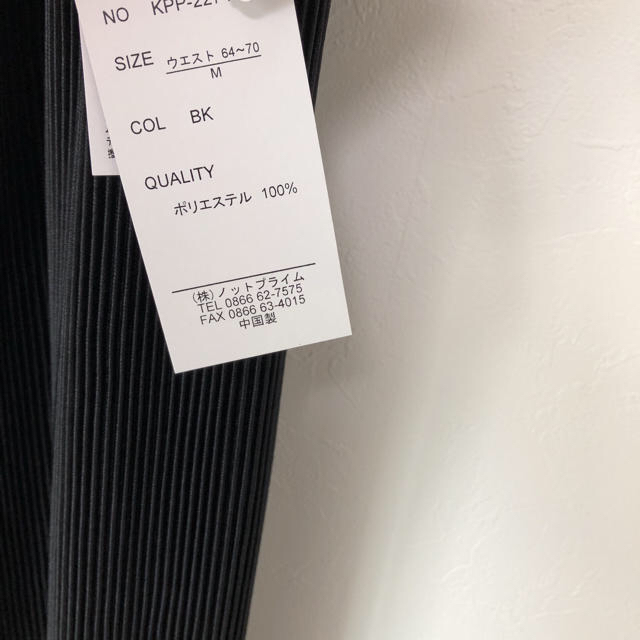 NO
SIZE ウエスト 64~70
M
COL BK
QUALITY
ポリエステル 100%
(株)ノットプライム
TEL 0866 62-7575
FAX 0866 63-4015
中国製